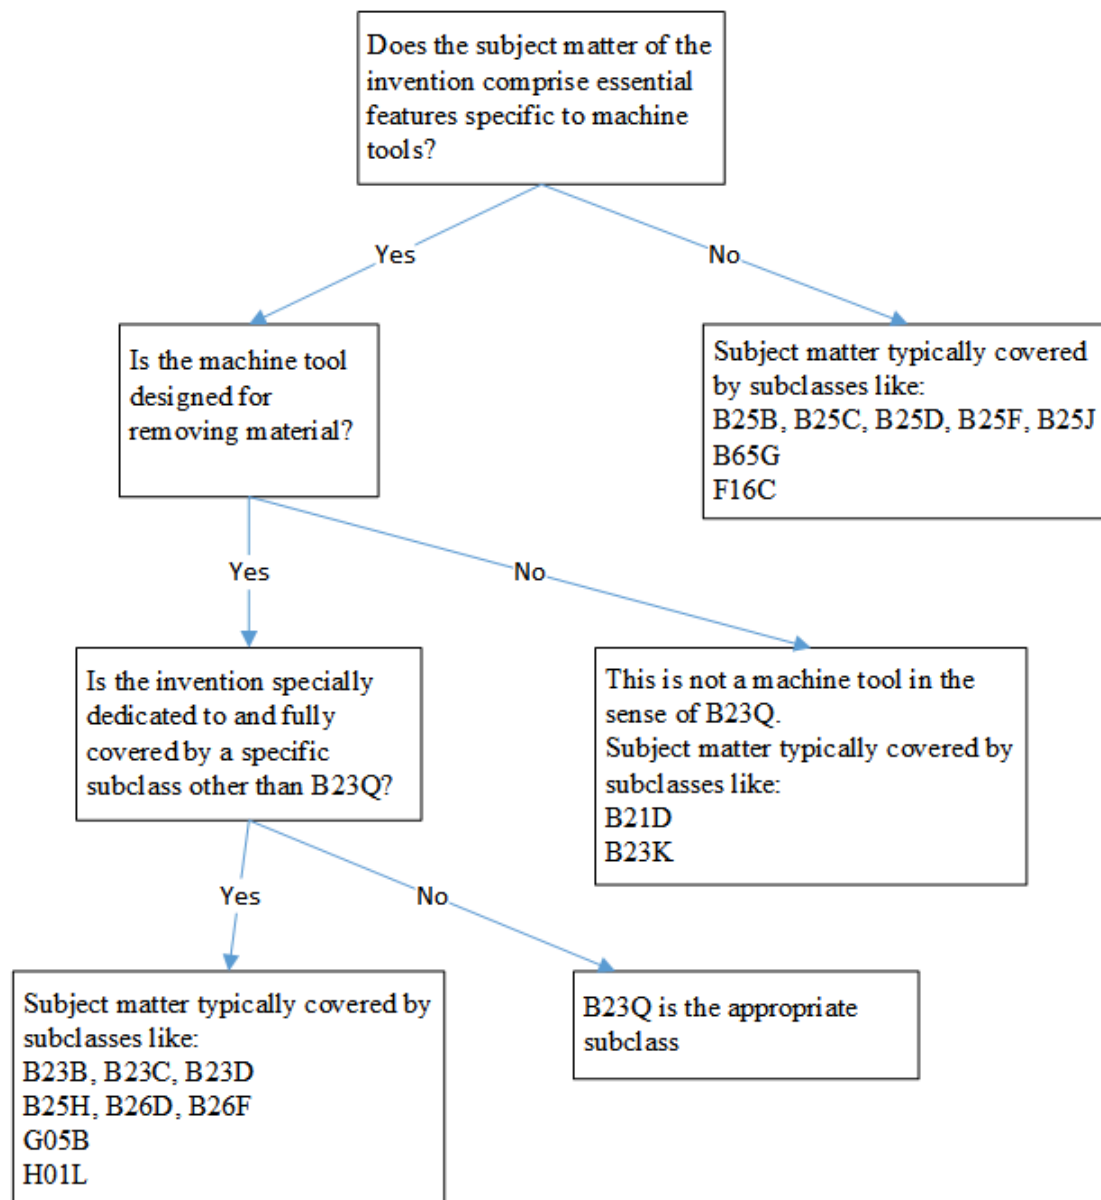 Does the subject matter of the
invention comprise essential
features specific to machine
tools?
Yes
No
Is the machine tool
designed for
removing material?
Subject matter typically covered
by subclasses like:
B25B, B25C, B25D, B25F, B25J
B65G
F16C
Yes
No
Is the invention specially
dedicated to and fully
covered by a specific
subclass other than B23Q?
This is not a machine tool in the
sense of B23Q.
Subject matter typically covered by
subclasses like:
B21D
B23K
Yes
No
Subject matter typically covered by
subclasses like:
B23B, B23C, B23D
B25H, B26D, B26F
G05B
H01L
B23Q is the appropriate
subclass